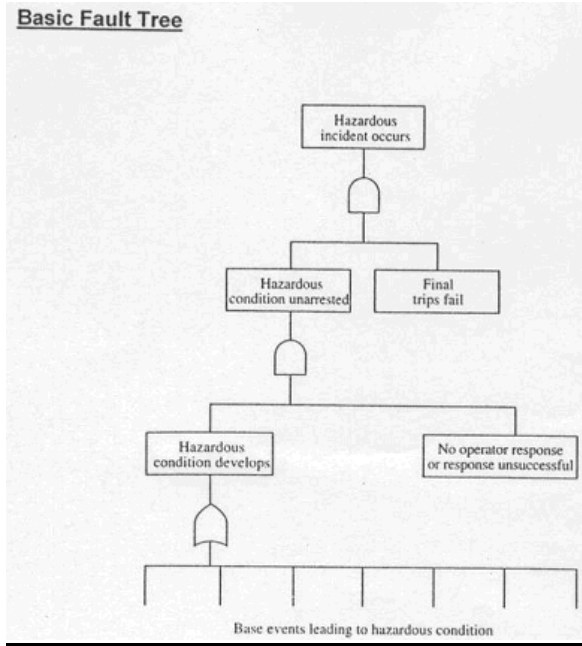 Basic Fault Tree
Hazardous
incident occurs
Hazardous
condition unarrested
Final
trips fail
Hazardous
condition develops
No operator response
or response unsuccessful
Base events leading to hazardous condition